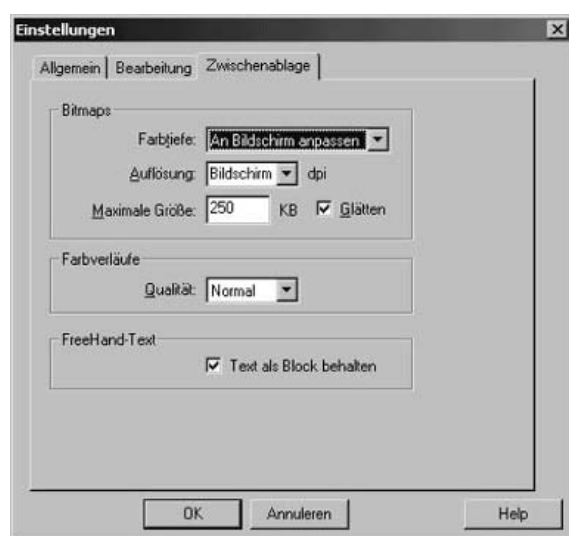 Einstellungen
Allgemein Bearbeitung Zwischenablage
Bitmaps
Farbtiefe: An Bildschirm anpassen
Auflösung: Bildschirm dpi
Maximale Größe: 250 KB Glätten
Farbverläufe
Qualität: Normal
FreeHand-Text
Text als Block behalten
OK Annuleren Help